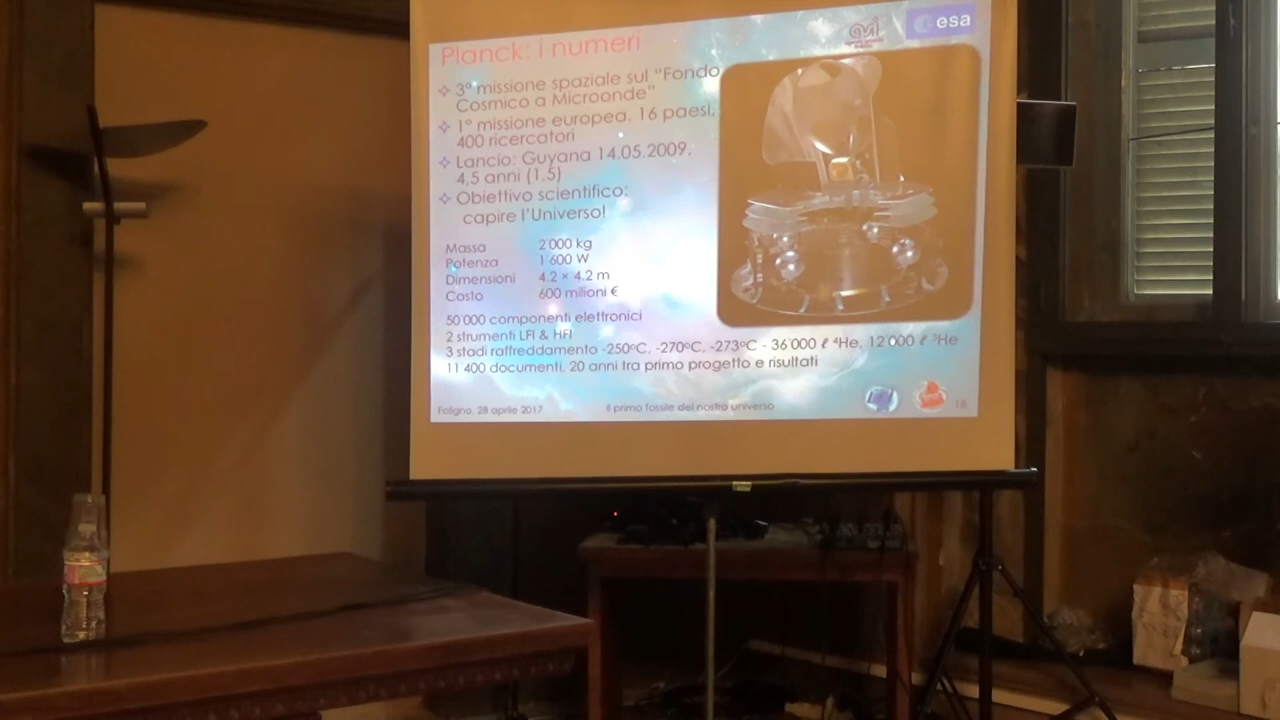 Planck: i numeri
esa
3° missione spaziale sul "Fondo
Cosmico a Microonde"
1° missione europea, 16 paesi,
400 ricercatori
Lancio: Guyana 14.05.2009,
4,5 anni (1,5)
Obiettivo scientifico:
capire l'Universo!
Massa 2'000 kg
Potenza 1'600 W
Dimensioni 4.2 × 4.2 m
Costo 600 milioni €
50'000 componenti elettronici
2 strumenti LFI & HFI
3 stadi raffreddamento -250°C, -270°C, -273°C - 36'000 ℓ ⁴He, 12'000 ℓ ³He
11'400 documenti, 20 anni tra primo progetto e risultati
Foligno, 28 aprile 2017 Il primo fossile del nostro universo 18